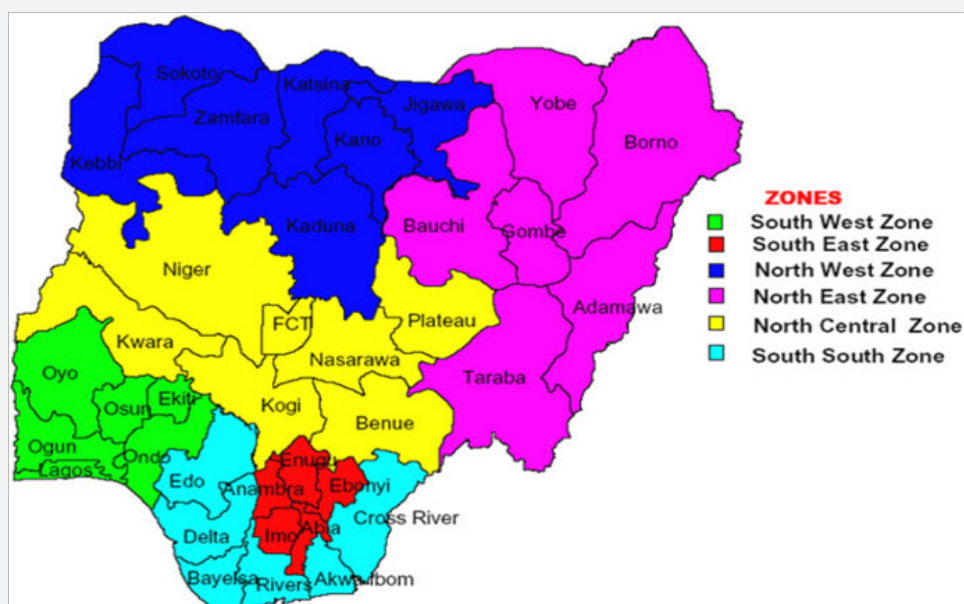 Sokoto
Katsina
Jigawa
Yobe
Zamfara
Kano
Borno
Kebbi
Kaduna
Bauchi
Gombe
Niger
Adamawa
FCT
Plateau
Kwara
Nasarawa
Taraba
Oyo
Osun
Ekiti
Kogi
Benue
Ogun
Lagos
Ondo
Edo
Enugu
Anambra
Ebonyi
Cross River
Delta
Imo
Abia
Bayelsa
Rivers
Akwa-Ibom
ZONES
South West Zone
South East Zone
North West Zone
North East Zone
North Central Zone
South South Zone